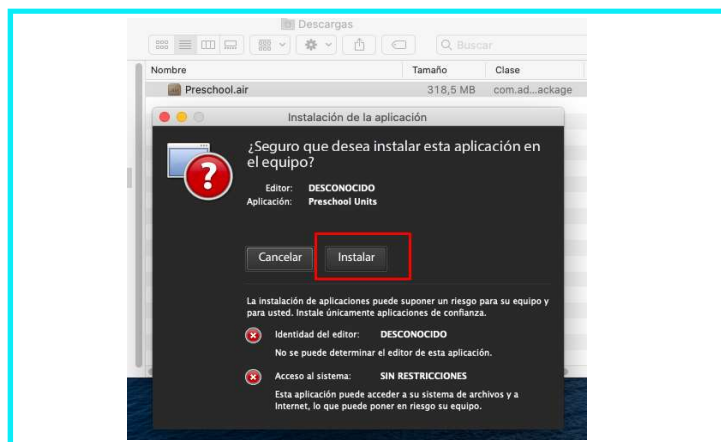 Descargas
Q Buscar
Nombre Tamaño Clase
Preschool.air 318,5 MB com.ad...ackage
Instalación de la aplicación
¿Seguro que desea instalar esta aplicación en
el equipo?
Editor: DESCONOCIDO
Aplicación: Preschool Units
Cancelar Instalar
La instalación de aplicaciones puede suponer un riesgo para su equipo y
para usted. Instale únicamente aplicaciones de confianza.
Identidad del editor: DESCONOCIDO
No se puede determinar el editor de esta aplicación.
Acceso al sistema: SIN RESTRICCIONES
Esta aplicación puede acceder a su sistema de archivos y a
Internet, lo que puede poner en riesgo su equipo.